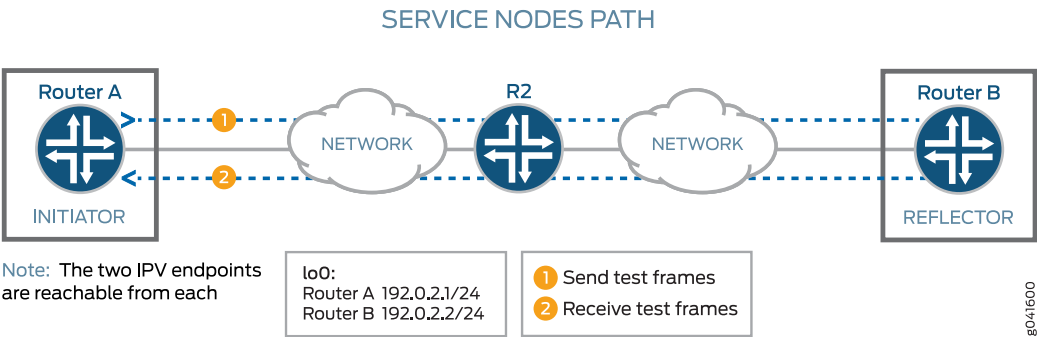 SERVICE NODES PATH
Router A
R2
Router B
1
NETWORK
NETWORK
2
INITIATOR
REFLECTOR
Note: The two IPV endpoints
are reachable from each
lo0:
Router A 192.0.2.1/24
Router B 192.0.2.2/24
1 Send test frames
2 Receive test frames
g041600